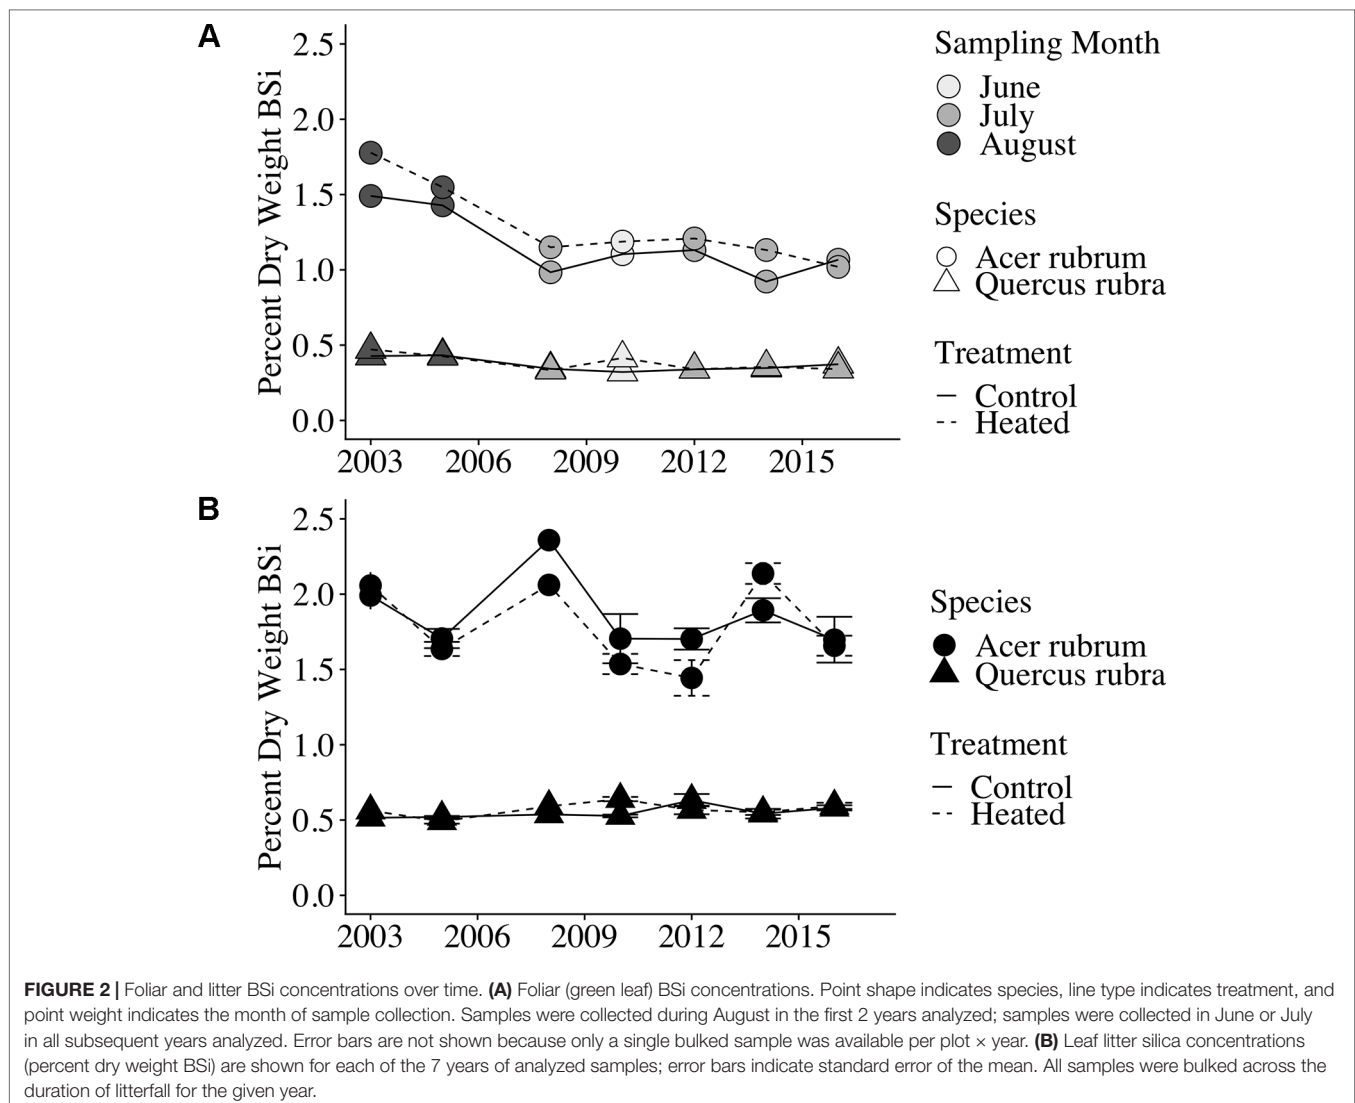 A
Percent Dry Weight BSi
2.5
2.0
1.5
1.0
0.5
0.0
2003 2006 2009 2012 2015
Sampling Month
June
July
August
Species
Acer rubrum
Quercus rubra
Treatment
Control
Heated
B
Percent Dry Weight BSi
2.5
2.0
1.5
1.0
0.5
0.0
2003 2006 2009 2012 2015
Species
Acer rubrum
Quercus rubra
Treatment
Control
Heated
FIGURE 2 | Foliar and litter BSi concentrations over time. (A) Foliar (green leaf) BSi concentrations. Point shape indicates species, line type indicates treatment, and
point weight indicates the month of sample collection. Samples were collected during August in the first 2 years analyzed; samples were collected in June or July
in all subsequent years analyzed. Error bars are not shown because only a single bulked sample was available per plot × year. (B) Leaf litter silica concentrations
(percent dry weight BSi) are shown for each of the 7 years of analyzed samples; error bars indicate standard error of the mean. All samples were bulked across the
duration of litterfall for the given year.